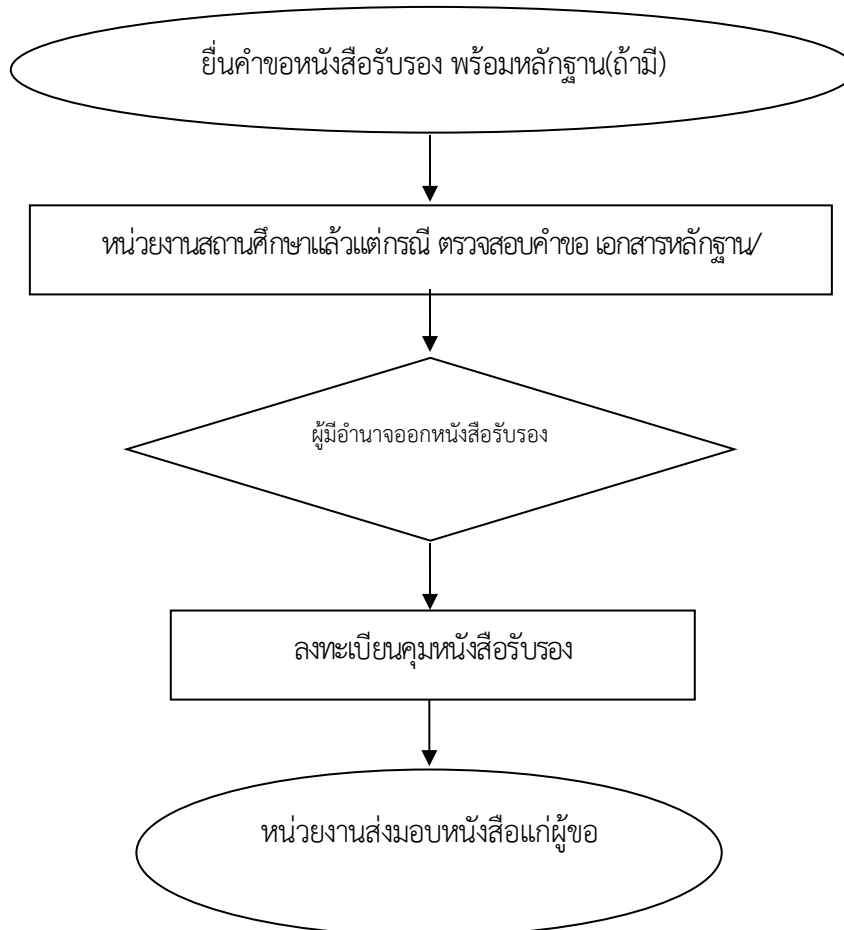 ยื่นคำขอหนังสือรับรอง พร้อมหลักฐาน(ถ้ามี)
หน่วยงานสถานศึกษาแล้วแต่กรณี ตรวจสอบคำขอ เอกสารหลักฐาน/
ผู้มีอำนาจออกหนังสือรับรอง
ลงทะเบียนคุมหนังสือรับรอง
หน่วยงานส่งมอบหนังสือแก่ผู้ขอ